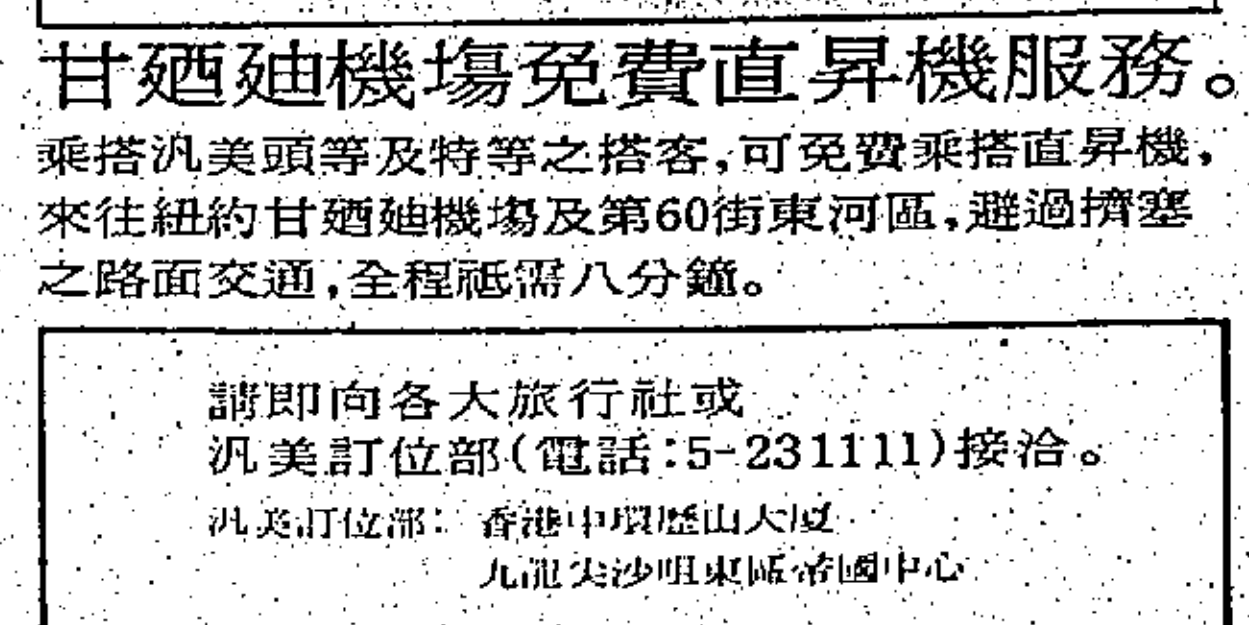 甘廼廸機場免費直昇機服務。
乘搭汎美頭等及特等之搭客,可免費乘搭直昇機,
來往紐約甘廼廸機場及第60街東河區,避過擠塞
之路面交通,全程祗需八分鐘。
請即向各大旅行社或
汎美訂位部(電話:5-231111)接洽。
汎美訂位部: 香港中環歷山大廈
九龍尖沙咀東區帝國中心